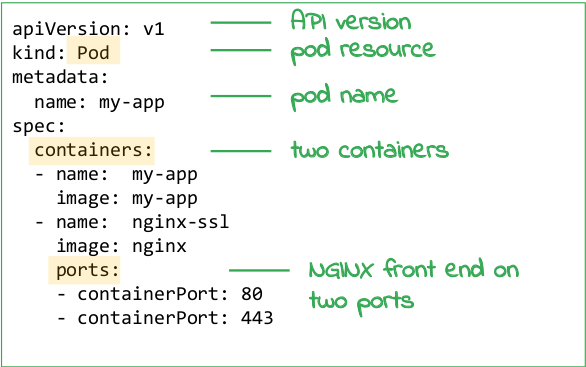 apiVersion: v1
API version
kind: Pod
pod resource
metadata:
name: my-app
pod name
spec:
containers:
two containers
- name:  my-app
image: my-app
- name:  nginx-ssl
image: nginx
ports:
NGINX front end on
two ports
- containerPort: 80
- containerPort: 443